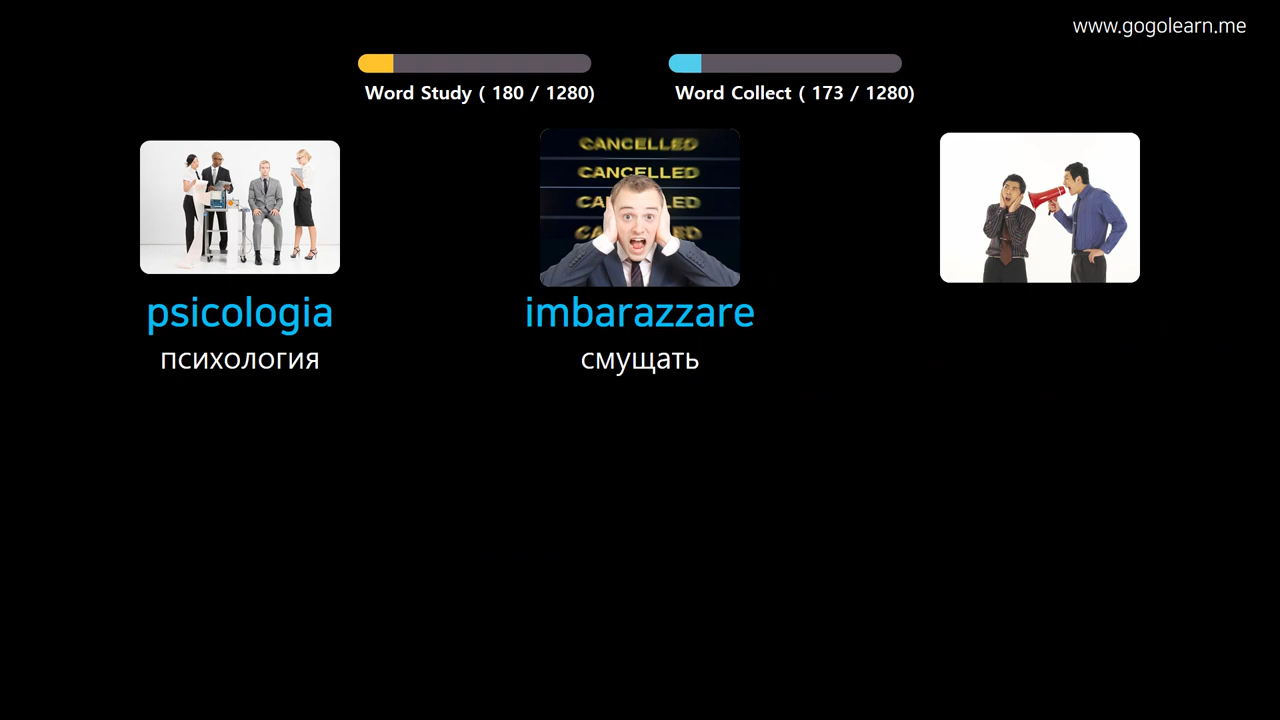 www.gogolearn.me
Word Study ( 180 / 1280)
Word Collect ( 173 / 1280)
CANCELLED
CANCELLED
psicologia
imbarazzare
психология
смущать